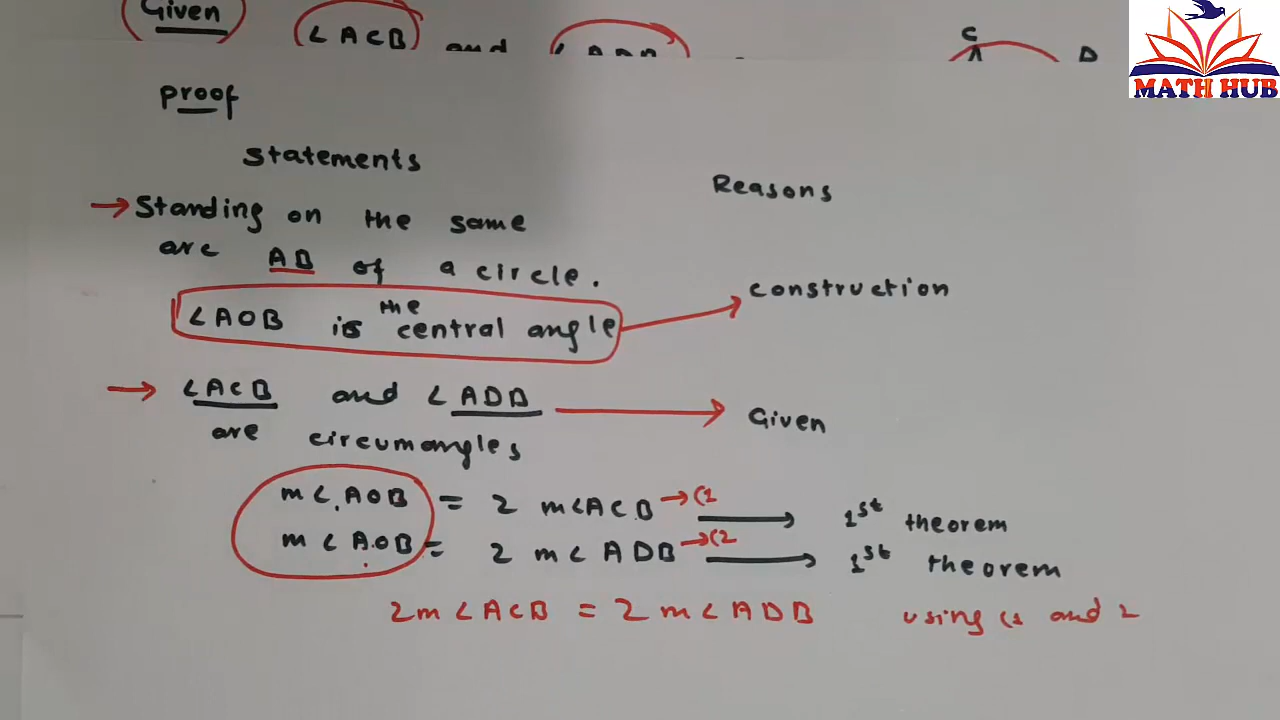 Given ∠ACB and
C
D
MATH HUB
proof
statements
Reasons
→ Standing on the same
arc AB of a circle.
∠AOB is the central angle → construction
→ ∠ACB and ∠ADB → Given
are circumangles
m∠AOB = 2 m∠ACB → (1 → 1st theorem
m∠AOB = 2 m∠ADB → (2 → 1st theorem
2m∠ACB = 2m∠ADB using (1 and 2